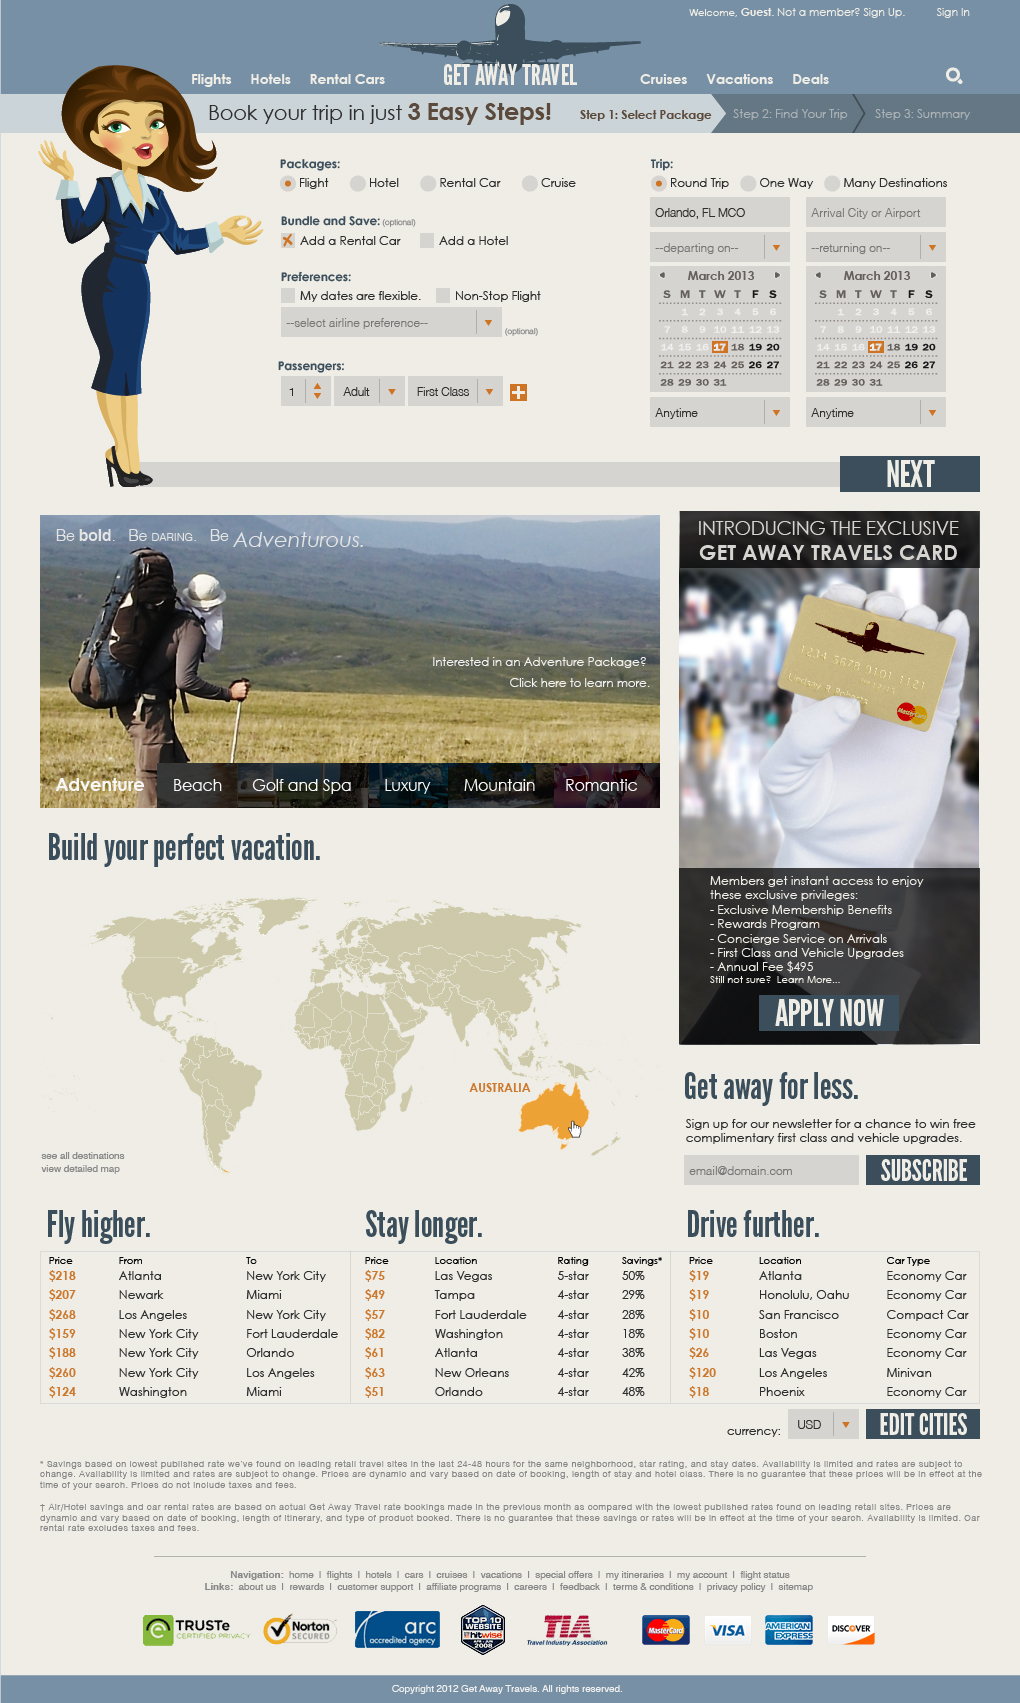 Welcome, Guest. Not a member? Sign Up. Sign In
GET AWAY TRAVEL
Flights Hotels Rental Cars Cruises Vacations Deals
Book your trip in just 3 Easy Steps! Step 1: Select Package Step 2: Find Your Trip Step 3: Summary
Packages:
Flight Hotel Rental Car Cruise
Bundle and Save: (optional)
Add a Rental Car Add a Hotel
Preferences:
My dates are flexible. Non-Stop Flight
--select airline preference-- (optional)
Passengers:
1 Adult First Class
Trip:
Round Trip One Way Many Destinations
Orlando, FL MCO Arrival City or Airport
--departing on-- --returning on--
March 2013 March 2013
S M T W T F S S M T W T F S
1 2 3 4 5 6 1 2 3 4 5 6
7 8 9 10 11 12 13 7 8 9 10 11 12 13
14 15 16 17 18 19 20 14 15 16 17 18 19 20
21 22 23 24 25 26 27 21 22 23 24 25 26 27
28 29 30 31 28 29 30 31
Anytime Anytime
NEXT
Be bold. Be DARING. Be Adventurous.
Interested in an Adventure Package?
Click here to learn more.
Adventure Beach Golf and Spa Luxury Mountain Romantic
INTRODUCING THE EXCLUSIVE
GET AWAY TRAVELS CARD
1234 5678 9101 1121
MasterCard
Members get instant access to enjoy
these exclusive privileges:
- Exclusive Membership Benefits
- Rewards Program
- Concierge Service on Arrivals
- First Class and Vehicle Upgrades
- Annual Fee $495
Still not sure? Learn More...
APPLY NOW
Build your perfect vacation.
AUSTRALIA
see all destinations
view detailed map
Get away for less.
Sign up for our newsletter for a chance to win free
complimentary first class and vehicle upgrades.
email@domain.com SUBSCRIBE
Fly higher.
Price From To
$218 Atlanta New York City
$207 Newark Miami
$268 Los Angeles New York City
$159 New York City Fort Lauderdale
$188 New York City Orlando
$260 New York City Los Angeles
$124 Washington Miami
Stay longer.
Price Location Rating Savings*
$75 Las Vegas 5-star 50%
$49 Tampa 4-star 29%
$57 Fort Lauderdale 4-star 28%
$82 Washington 4-star 18%
$61 Atlanta 4-star 38%
$63 New Orleans 4-star 42%
$51 Orlando 4-star 48%
Drive further.
Price Location Car Type
$19 Atlanta Economy Car
$19 Honolulu, Oahu Economy Car
$10 San Francisco Compact Car
$10 Boston Economy Car
$26 Las Vegas Economy Car
$120 Los Angeles Minivan
$18 Phoenix Economy Car
currency: USD EDIT CITIES
* Savings based on lowest published rate we've found on leading retail travel sites in the last 24-48 hours for the same neighborhood, star rating, and stay dates. Availability is limited and rates are subject to
change. Availability is limited and rates are subject to change. Prices are dynamic and vary based on date of booking, length of stay and hotel class. There is no guarantee that these prices will be in effect at the
time of your search. Prices do not include taxes and fees.
† Air/Hotel savings and car rental rates are based on actual Get Away Travel rate bookings made in the previous month as compared with the lowest published rates found on leading retail sites. Prices are
dynamic and vary based on date of booking, length of itinerary, and type of product booked. There is no guarantee that these savings or rates will be in effect at the time of your search. Availability is limited. Car
rental rate excludes taxes and fees.
Navigation: home | flights | hotels | cars | cruises | vacations | special offers | my itineraries | my account | flight status
Links: about us | rewards | customer support | affiliate programs | careers | feedback | terms & conditions | privacy policy | sitemap
TRUSTe
CERTIFIED PRIVACY
Norton
SECURED
arc
accredited agency
TOP 10
WEBSITE
hitwise
2008
TIA
Travel Industry Association
MasterCard
VISA
AMERICAN
EXPRESS
DISCOVER
Copyright 2012 Get Away Travels. All rights reserved.